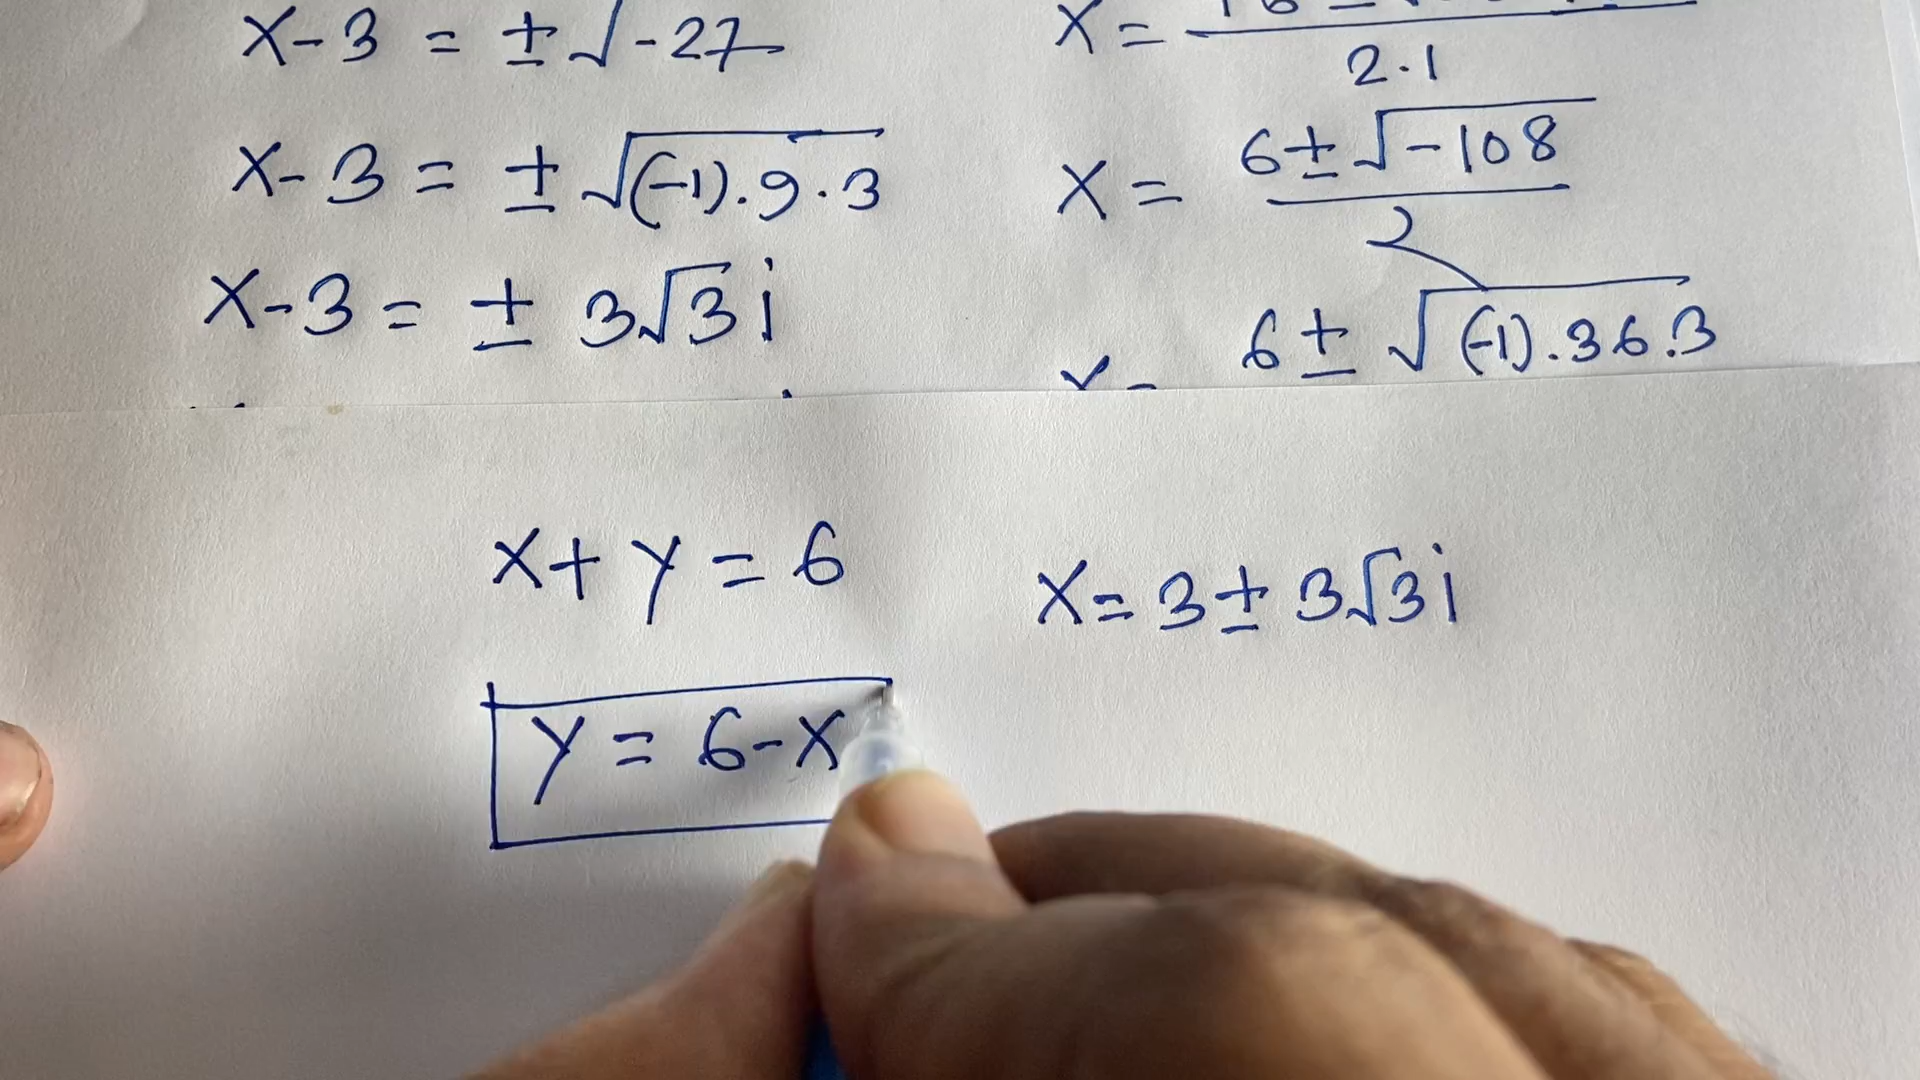 x-3 = ±√-27
x-3 = ±√(-1).9.3
x-3 = ± 3√3 i
x =
2.1
x = 6±√-108
2
6 ± √(-1).36.3
x + y = 6
y = 6-x
x = 3 ± 3√3 i